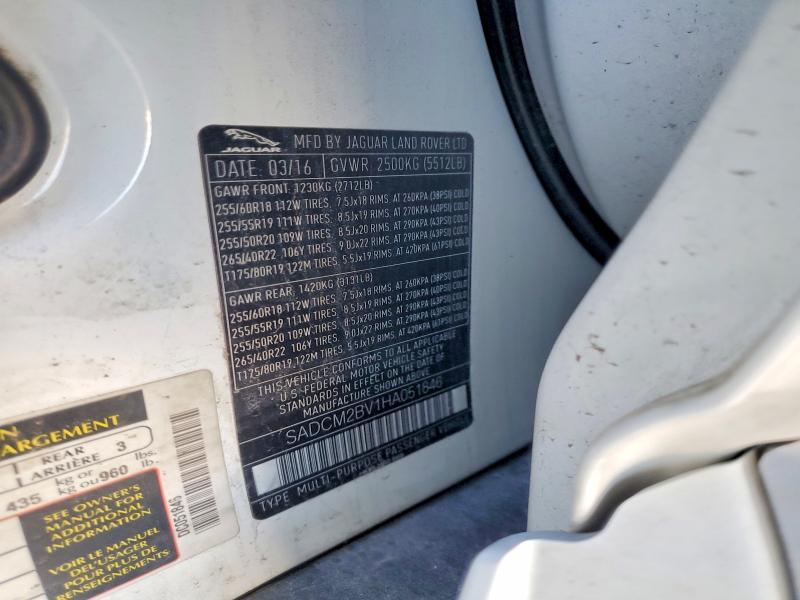 JAGUAR
MFD BY JAGUAR LAND ROVER LTD
DATE: 03/16 GVWR 2500KG (5512LB)
GAWR FRONT: 1230KG (2712LB)
255/60R18 112W TIRES, 7.5Jx18 RIMS, AT 260KPA (38PSI) COLD
255/55R19 111W TIRES, 8.5Jx19 RIMS, AT 270KPA (40PSI) COLD
255/50R20 109W TIRES, 8.5Jx20 RIMS, AT 290KPA (43PSI) COLD
265/40R22 106Y TIRES, 9.0Jx22 RIMS, AT 290KPA (43PSI) COLD
T175/80R19 122M TIRES, 5.5Jx19 RIMS, AT 420KPA (61PSI) COLD
GAWR REAR: 1420KG (3131LB)
255/60R18 112W TIRES, 7.5Jx18 RIMS, AT 260KPA (38PSI) COLD
255/55R19 111W TIRES, 8.5Jx19 RIMS, AT 270KPA (40PSI) COLD
255/50R20 109W TIRES, 8.5Jx20 RIMS, AT 290KPA (43PSI) COLD
265/40R22 106Y TIRES, 9.0Jx22 RIMS, AT 290KPA (43PSI) COLD
T175/80R19 122M TIRES, 5.5Jx19 RIMS, AT 420KPA (61PSI) COLD
THIS VEHICLE CONFORMS TO ALL APPLICABLE
U.S. FEDERAL MOTOR VEHICLE SAFETY
STANDARDS IN EFFECT ON THE DATE OF
MANUFACTURE SHOWN ABOVE.
SADCM2BV1HA051846
TYPE MULTI-PURPOSE PASSENGER VEHICLE
ARGEMENT
REAR 3
ARRIÈRE
435 kg or kg ou 960 lb. lbs.
SEE OWNER'S
MANUAL FOR
ADDITIONAL
INFORMATION
VOIR LE MANUEL
DE L'USAGER
POUR PLUS DE
RENSEIGNEMENTS